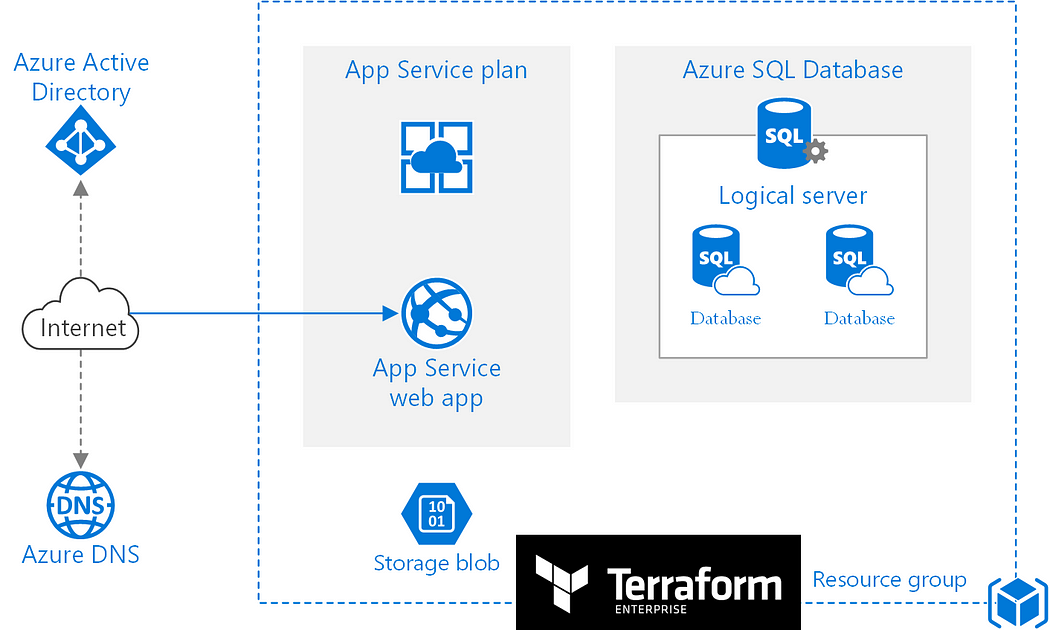 Azure Active
Directory
Internet
DNS
Azure DNS
App Service plan
App Service
web app
10
01
Storage blob
Azure SQL Database
SQL
Logical server
SQL
SQL
Database
Database
Terraform
ENTERPRISE
Resource group